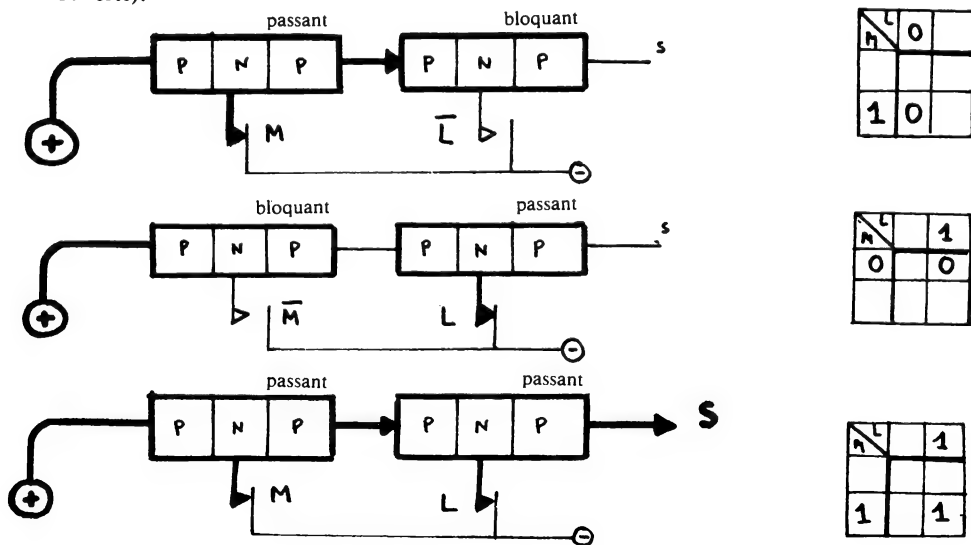 passant bloquant
P N P P N P s
+ M L̅ -
M L 0
1 0
bloquant passant
P N P P N P s
+ M̅ L -
M L 1
0 0
passant passant
P N P P N P S
+ M L -
M L 1
1 1